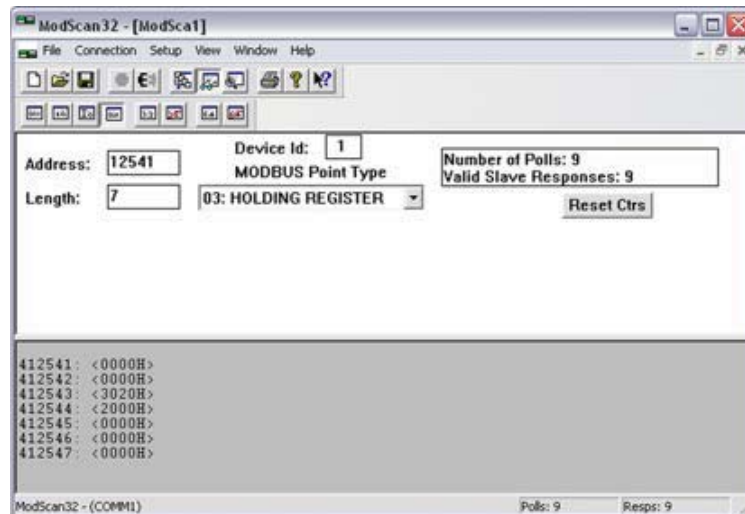 ModScan32 - [ModSca1]
File Connection Setup View Window Help
Address: 12541
Device Id: 1
MODBUS Point Type
Number of Polls: 9
Valid Slave Responses: 9
Length: 7
03: HOLDING REGISTER
Reset Ctrs
412541: <0000H>
412542: <0000H>
412543: <3020H>
412544: <2000H>
412545: <0000H>
412546: <0000H>
412547: <0000H>
ModScan32 - (COMM1)
Polls: 9
Resps: 9